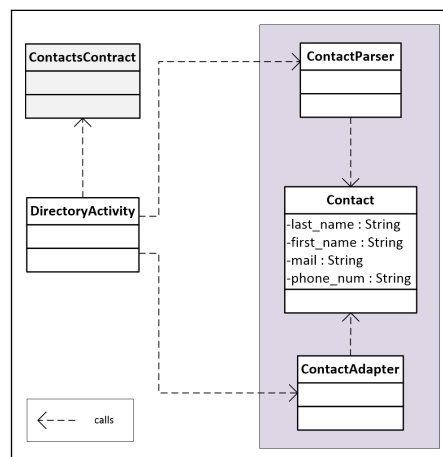 ContactsContract
ContactParser
DirectoryActivity
Contact
-last_name : String
-first_name : String
-mail : String
-phone_num : String
ContactAdapter
calls